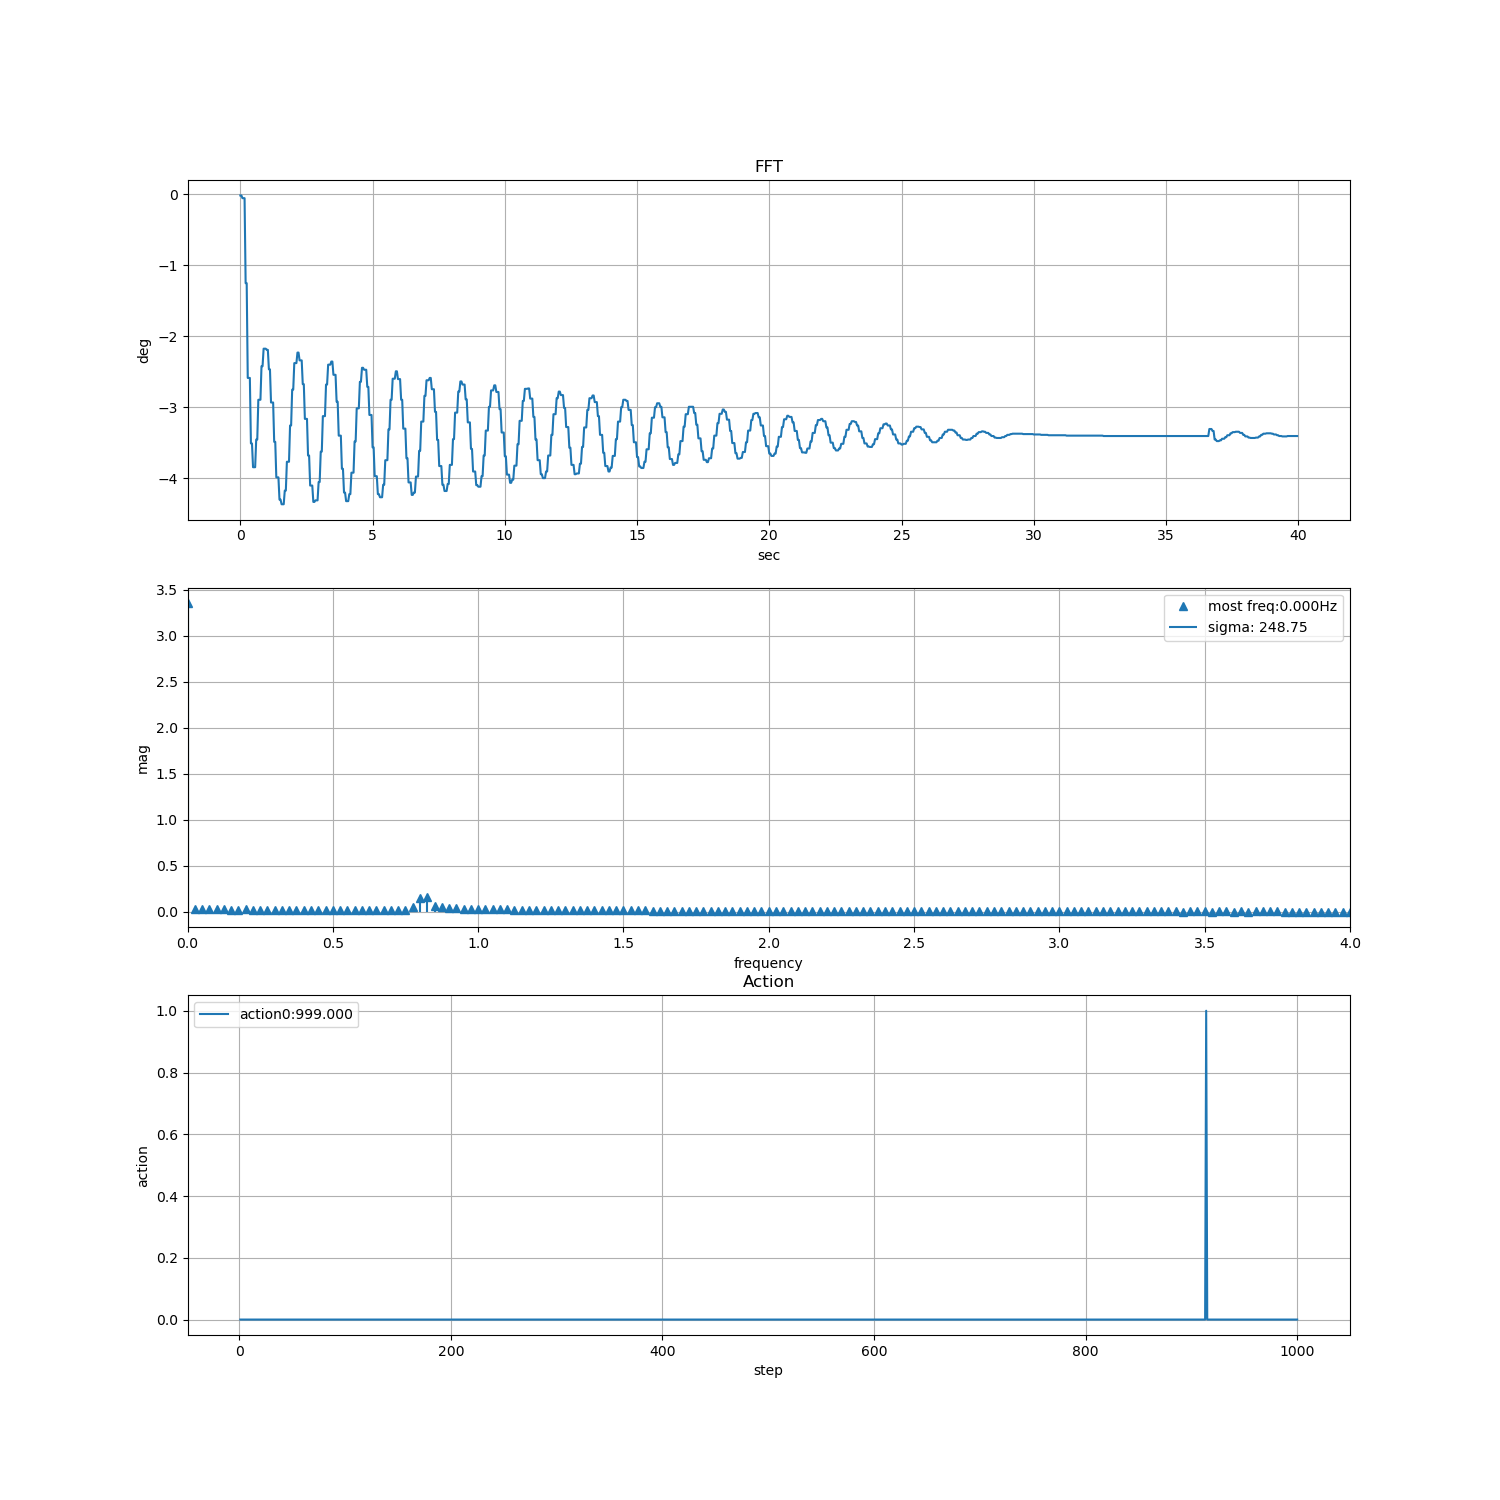 FFT
0
−1
−2
−3
−4
deg
0 5 10 15 20 25 30 35 40
sec
3.5
3.0
2.5
2.0
1.5
1.0
0.5
0.0
mag
most freq:0.000Hz
sigma: 248.75
0.0 0.5 1.0 1.5 2.0 2.5 3.0 3.5 4.0
frequency
Action
1.0
0.8
0.6
0.4
0.2
0.0
action
action0:999.000
0 200 400 600 800 1000
step